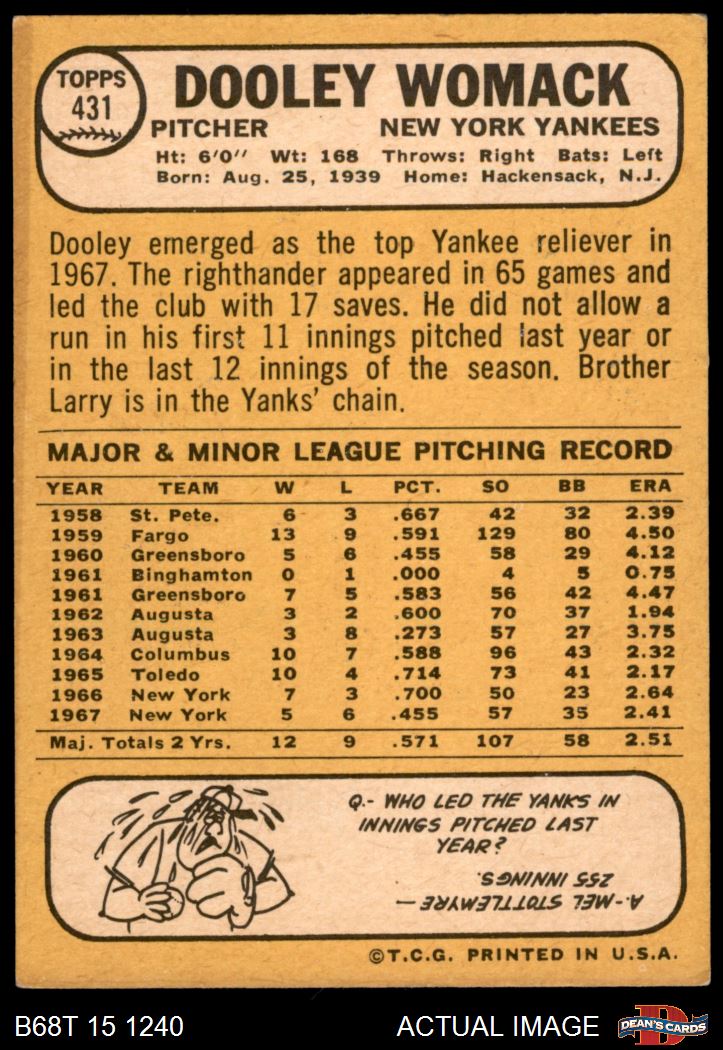 TOPPS
431
DOOLEY WOMACK
PITCHER NEW YORK YANKEES
Ht: 6'0" Wt: 168 Throws: Right Bats: Left
Born: Aug. 25, 1939 Home: Hackensack, N.J.
Dooley emerged as the top Yankee reliever in
1967. The righthander appeared in 65 games and
led the club with 17 saves. He did not allow a
run in his first 11 innings pitched last year or
in the last 12 innings of the season. Brother
Larry is in the Yanks' chain.
MAJOR & MINOR LEAGUE PITCHING RECORD
YEAR TEAM W L PCT. SO BB ERA
1958 St. Pete. 6 3 .667 42 32 2.39
1959 Fargo 13 9 .591 129 80 4.50
1960 Greensboro 5 6 .455 58 29 4.12
1961 Binghamton 0 1 .000 4 5 0.75
1961 Greensboro 7 5 .583 56 42 4.47
1962 Augusta 3 2 .600 70 37 1.94
1963 Augusta 3 8 .273 57 27 3.75
1964 Columbus 10 7 .588 96 43 2.32
1965 Toledo 10 4 .714 73 41 2.17
1966 New York 7 3 .700 50 23 2.64
1967 New York 5 6 .455 57 35 2.41
Maj. Totals 2 Yrs. 12 9 .571 107 58 2.51
Q.- WHO LED THE YANKS IN
INNINGS PITCHED LAST
YEAR?
A.- MEL STOTTLEMYRE —
255 INNINGS.
©T.C.G. PRINTED IN U.S.A.
B68T 15 1240 ACTUAL IMAGE
D
DEAN'S CARDS